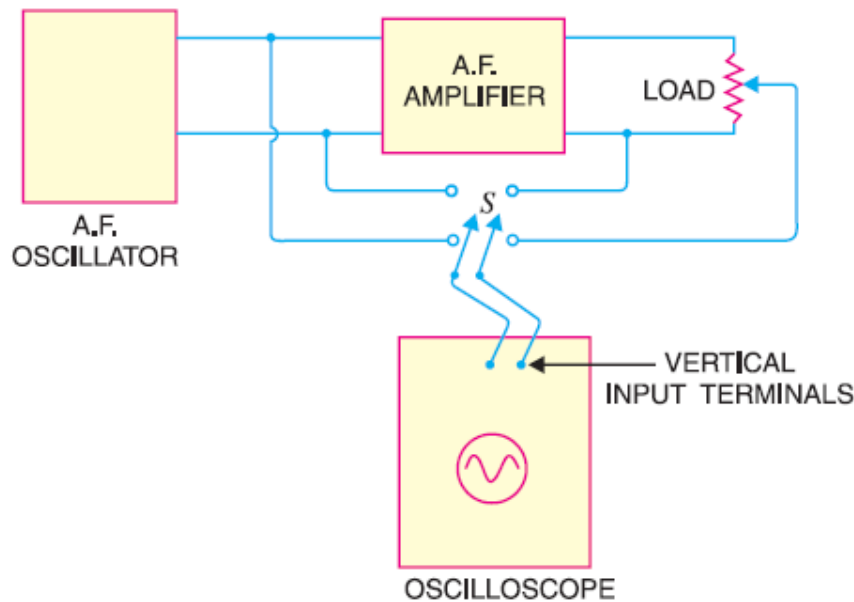 A.F.
AMPLIFIER
LOAD
S
A.F.
OSCILLATOR
VERTICAL
INPUT TERMINALS
OSCILLOSCOPE